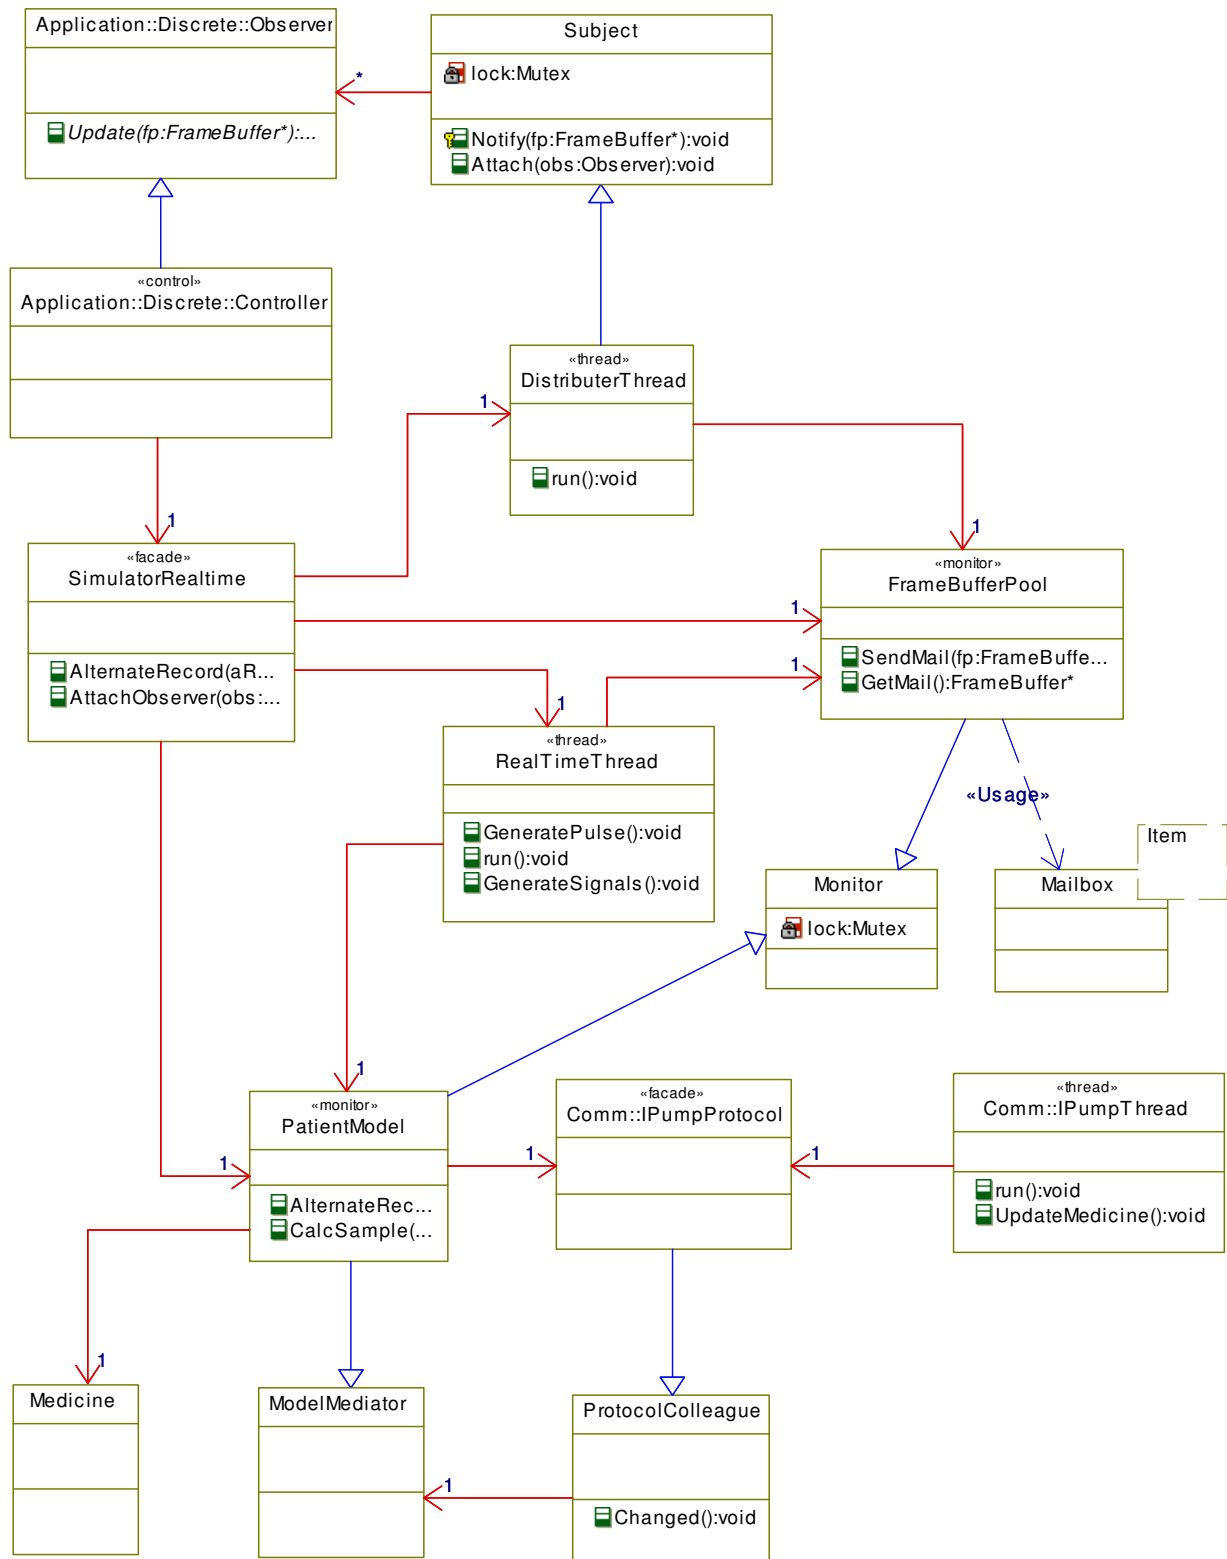 Application::Discrete::Observer
Update(fp:FrameBuffer*):...
*
Subject
lock:Mutex
Notify(fp:FrameBuffer*):void
Attach(obs:Observer):void
«control»
Application::Discrete::Controller
1
«thread»
DistributerThread
run():void
1
1
«facade»
SimulatorRealtime
AlternateRecord(aR...
AttachObserver(obs:...
1
1
1
«monitor»
FrameBufferPool
SendMail(fp:FrameBuffe...
GetMail():FrameBuffer*
«thread»
RealTimeThread
GeneratePulse():void
run():void
GenerateSignals():void
«Usage»
Monitor
lock:Mutex
Mailbox
Item
1
1
«monitor»
PatientModel
AlternateRec...
CalcSample(...
1
«facade»
Comm::IPumpProtocol
1
«thread»
Comm::IPumpThread
run():void
UpdateMedicine():void
1
Medicine
ModelMediator
1
ProtocolColleague
Changed():void